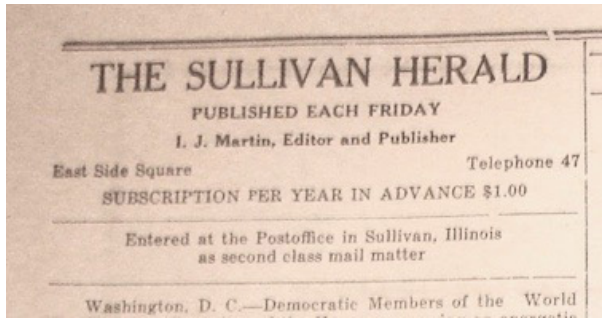 THE SULLIVAN HERALD
PUBLISHED EACH FRIDAY
I. J. Martin, Editor and Publisher
East Side Square Telephone 47
SUBSCRIPTION PER YEAR IN ADVANCE $1.00
Entered at the Postoffice in Sullivan, Illinois
as second class mail matter
Washington, D. C.—Democratic Members of the World